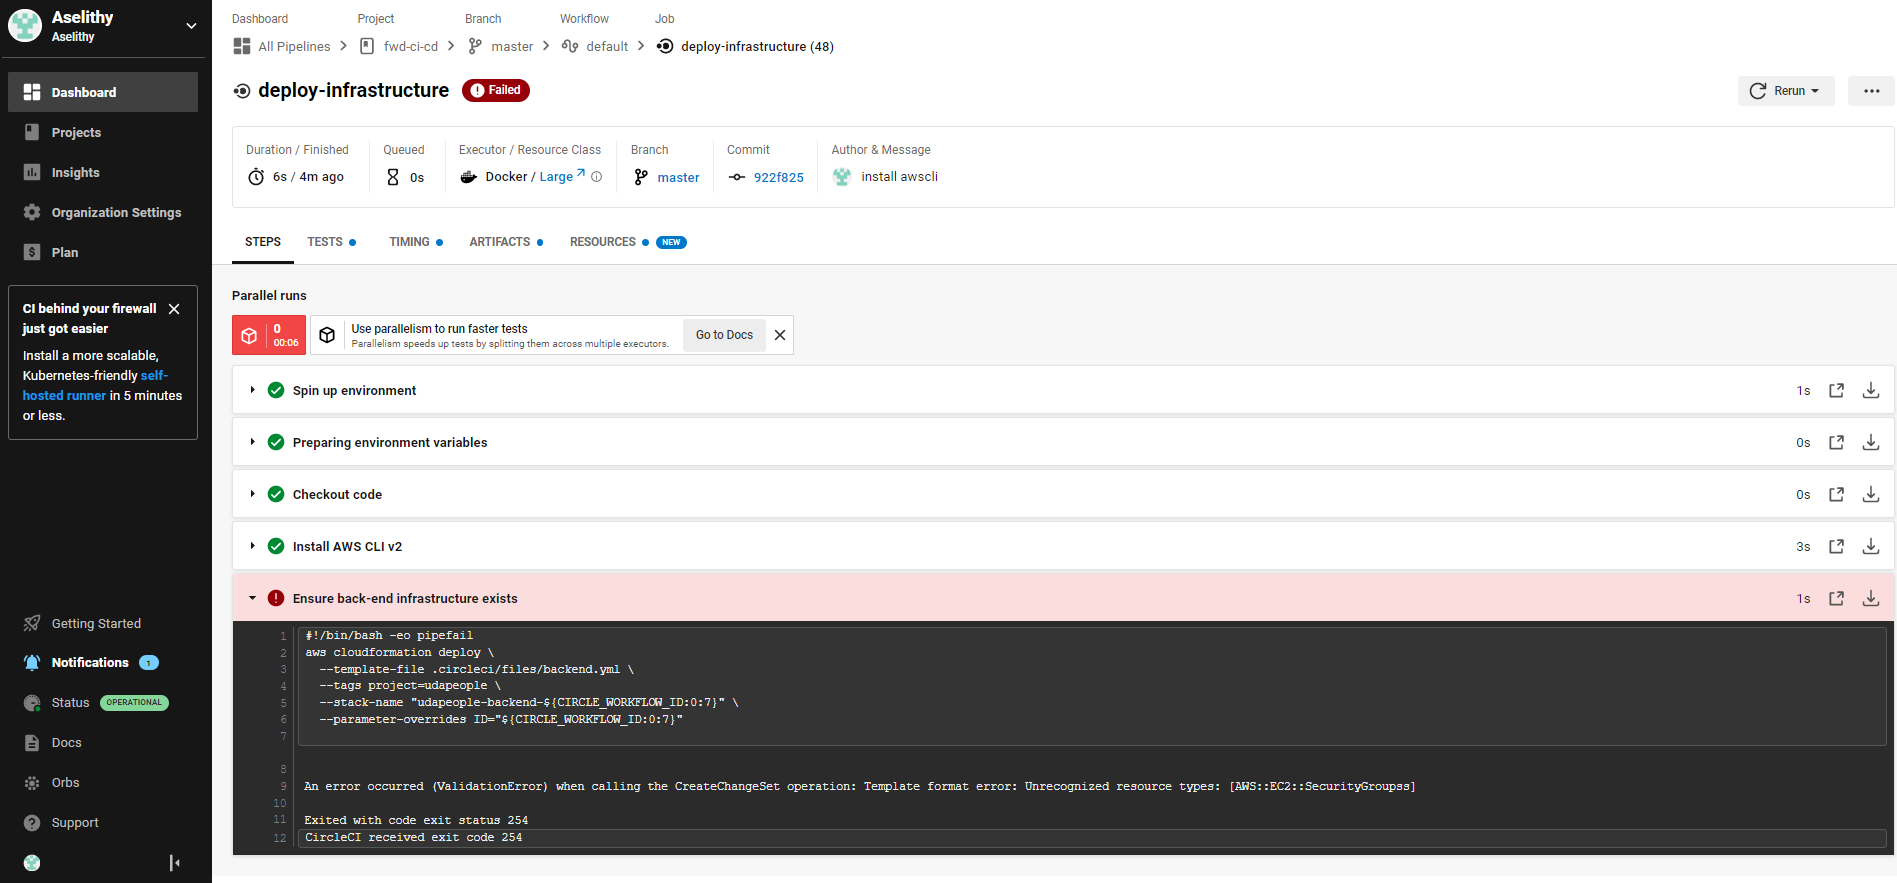 Aselithy
Aselithy
Dashboard
Projects
Insights
Organization Settings
Plan
CI behind your firewall
just got easier
Install a more scalable,
Kubernetes-friendly self-
hosted runner in 5 minutes
or less.
Getting Started
Notifications 1
Status OPERATIONAL
Docs
Orbs
Support
Dashboard Project Branch Workflow Job
All Pipelines fwd-ci-cd master default deploy-infrastructure (48)
deploy-infrastructure Failed
Rerun
Duration / Finished Queued Executor / Resource Class Branch Commit Author & Message
6s / 4m ago 0s Docker / Large master 922f825 install awscli
STEPS TESTS TIMING ARTIFACTS RESOURCES NEW
Parallel runs
0
00:06
Use parallelism to run faster tests
Parallelism speeds up tests by splitting them across multiple executors.
Go to Docs
Spin up environment 1s
Preparing environment variables 0s
Checkout code 0s
Install AWS CLI v2 3s
Ensure back-end infrastructure exists 1s
1 #!/bin/bash -eo pipefail
2 aws cloudformation deploy \
3 --template-file .circleci/files/backend.yml \
4 --tags project=udapeople \
5 --stack-name "udapeople-backend-${CIRCLE_WORKFLOW_ID:0:7}" \
6 --parameter-overrides ID="${CIRCLE_WORKFLOW_ID:0:7}"
7
8
9 An error occurred (ValidationError) when calling the CreateChangeSet operation: Template format error: Unrecognized resource types: [AWS::EC2::SecurityGroupss]
10
11 Exited with code exit status 254
12 CircleCI received exit code 254